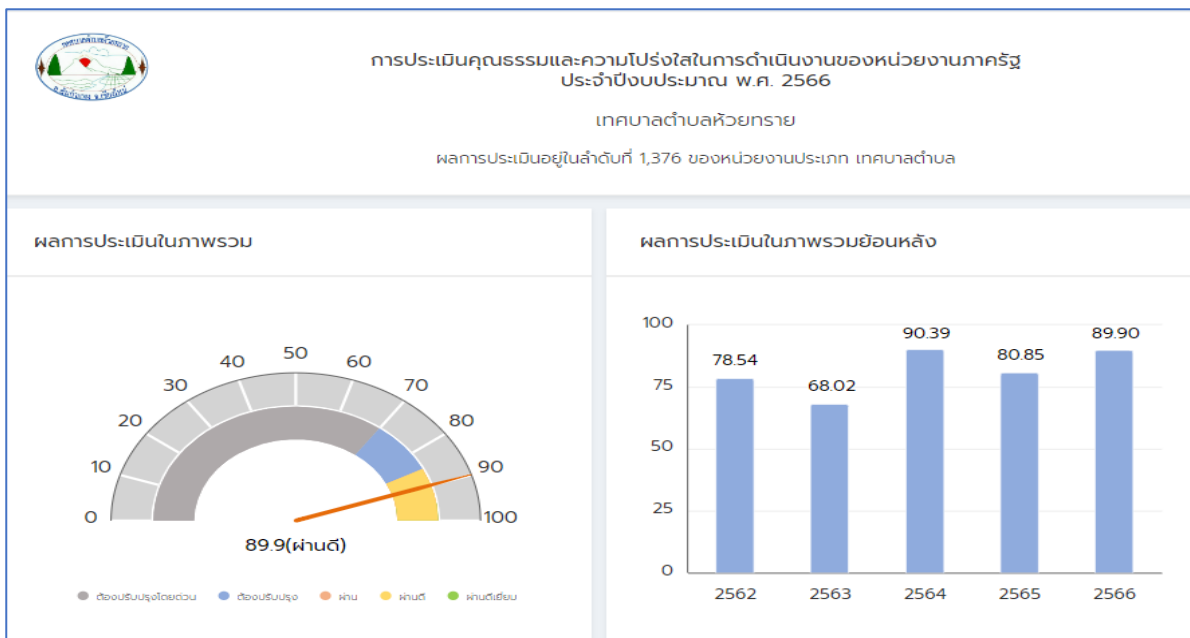 การประเมินคุณธรรมและความโปร่งใสในการดำเนินงานของหน่วยงานภาครัฐ
ประจำปีงบประมาณ พ.ศ. 2566
เทศบาลตำบลห้วยทราย
ผลการประเมินอยู่ในลำดับที่ 1,376 ของหน่วยงานประเภท เทศบาลตำบล
ผลการประเมินในภาพรวม
0
10
20
30
40
50
60
70
80
90
100
89.9(ผ่านดี)
ต้องปรับปรุงโดยด่วน ต้องปรับปรุง ผ่าน ผ่านดี ผ่านดีเยี่ยม
ผลการประเมินในภาพรวมย้อนหลัง
100
75
50
25
0
78.54 68.02 90.39 80.85 89.90
2562 2563 2564 2565 2566